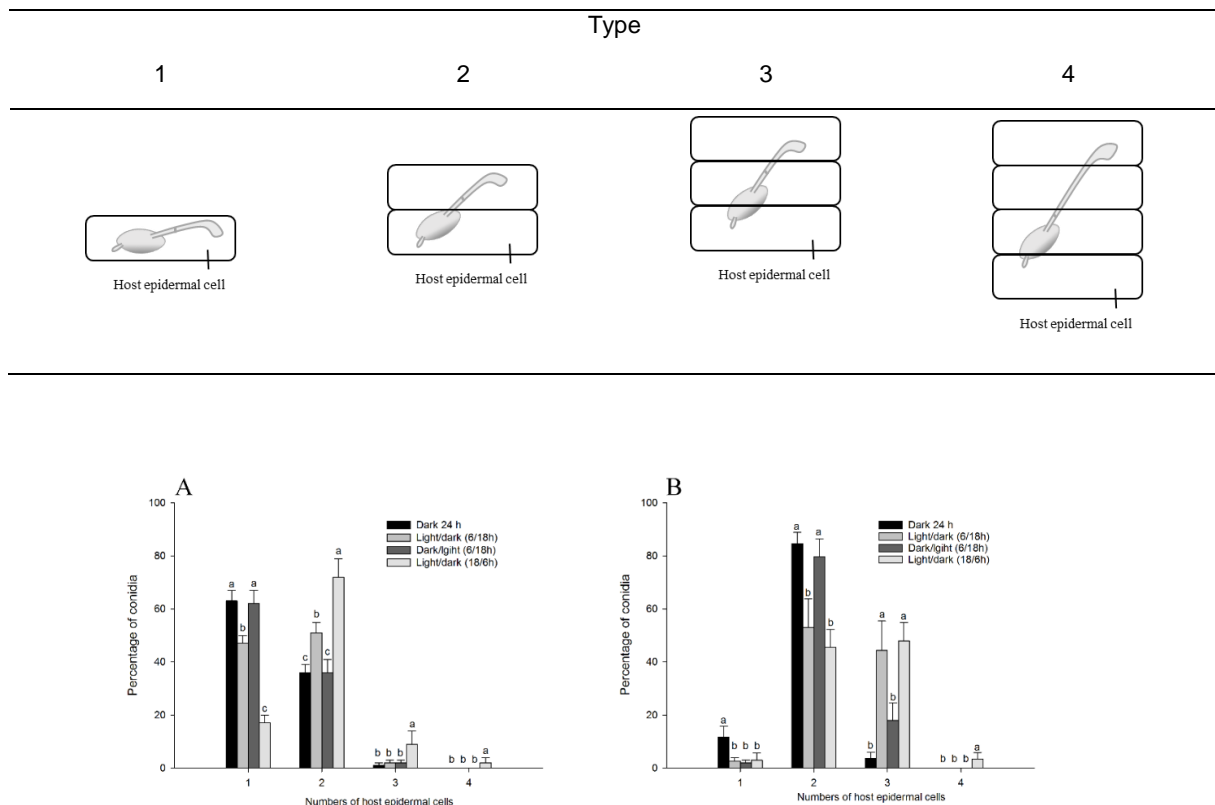 Type
1 2 3 4
Host epidermal cell
Host epidermal cell
Host epidermal cell
Host epidermal cell
A
100
80
60
40
20
0
Percentage of conidia
Dark 24 h
Light/dark (6/18h)
Dark/lgiht (6/18h)
Light/dark (18/6h)
a b a c
c b c a
b b b a
b b b a
1 2 3 4
Numbers of host epidermal cells
B
100
80
60
40
20
0
Percentage of conidia
Dark 24 h
Light/dark (6/18h)
Dark/lgiht (6/18h)
Light/dark (18/6h)
a b b b
a b a b
b a b a
b b b a
1 2 3 4
Numbers of host epidermal cells